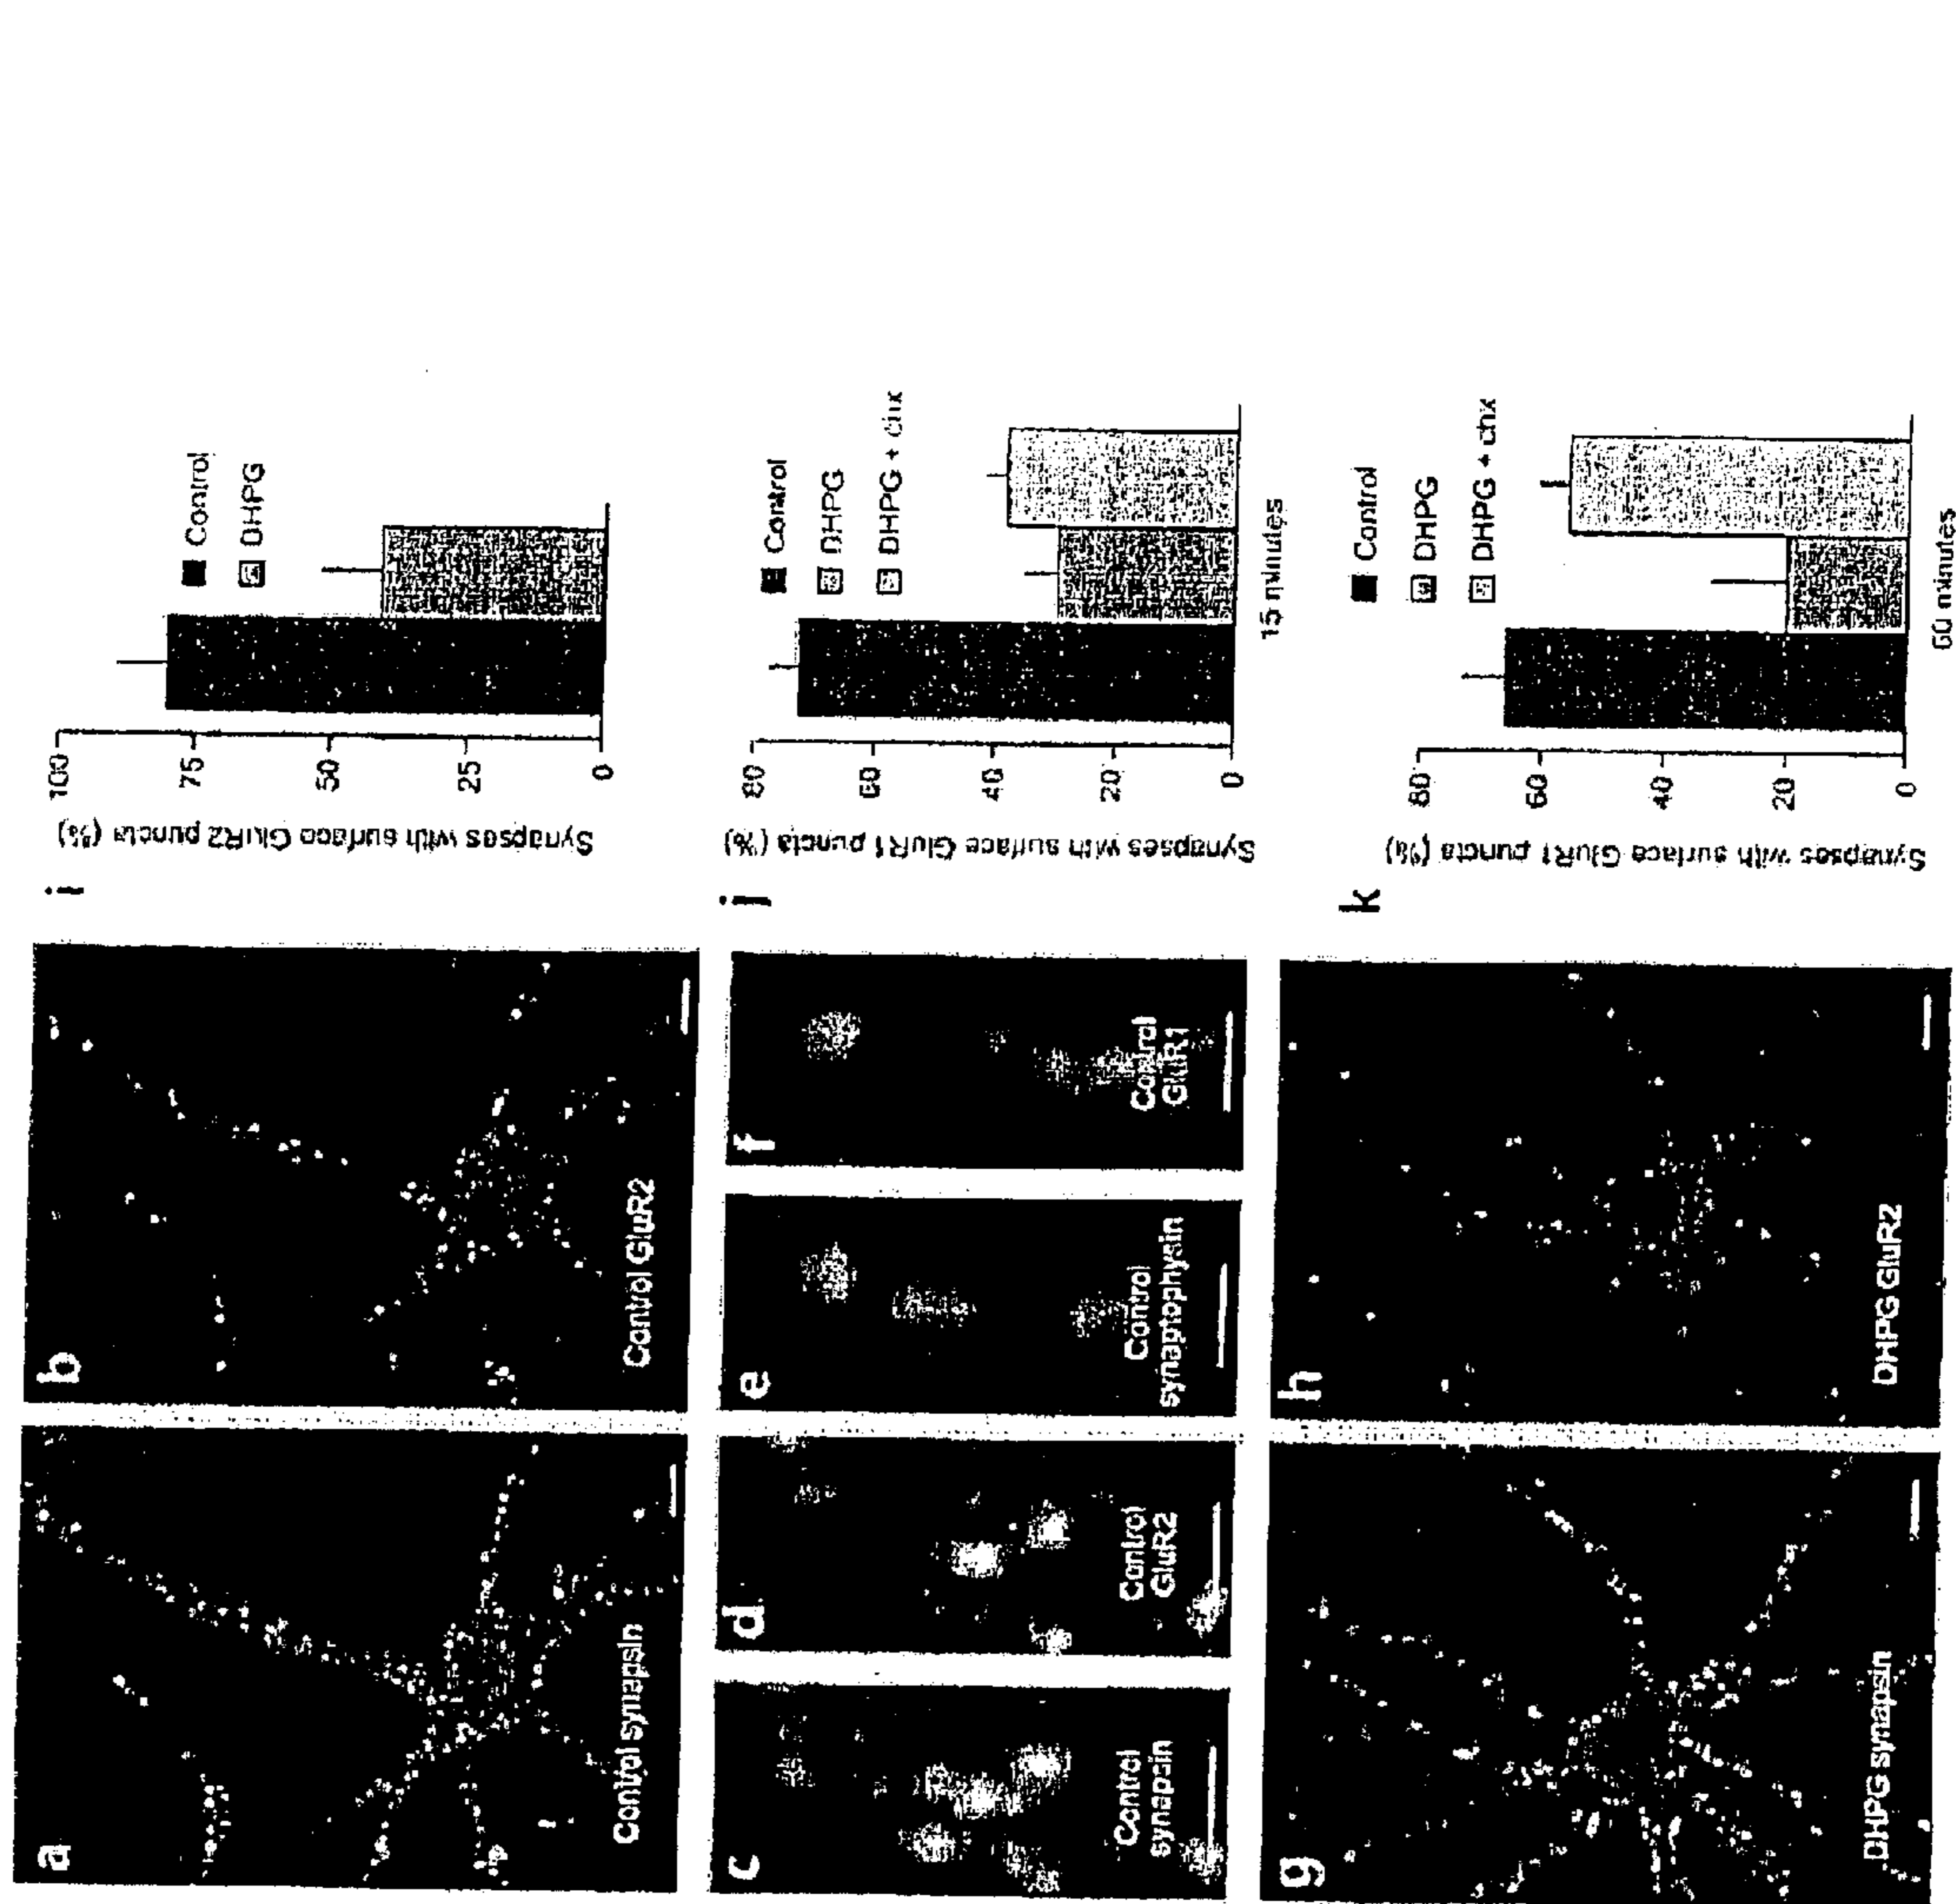 a
Control synapsin
b
Control GluR2
i
Synapses with surface GluR2 puncta (%)
100
75
50
25
0
Control
DHPG
c
Control
synapsin
d
Control
GluR2
e
Control
synaptophysin
f
Control
GluR1
j
Synapses with surface GluR1 puncta (%)
80
60
40
20
0
Control
DHPG
DHPG + chx
15 minutes
g
DHPG synapsin
h
DHPG GluR2
k
Synapses with surface GluR1 puncta (%)
80
60
40
20
0
Control
DHPG
DHPG + chx
60 minutes